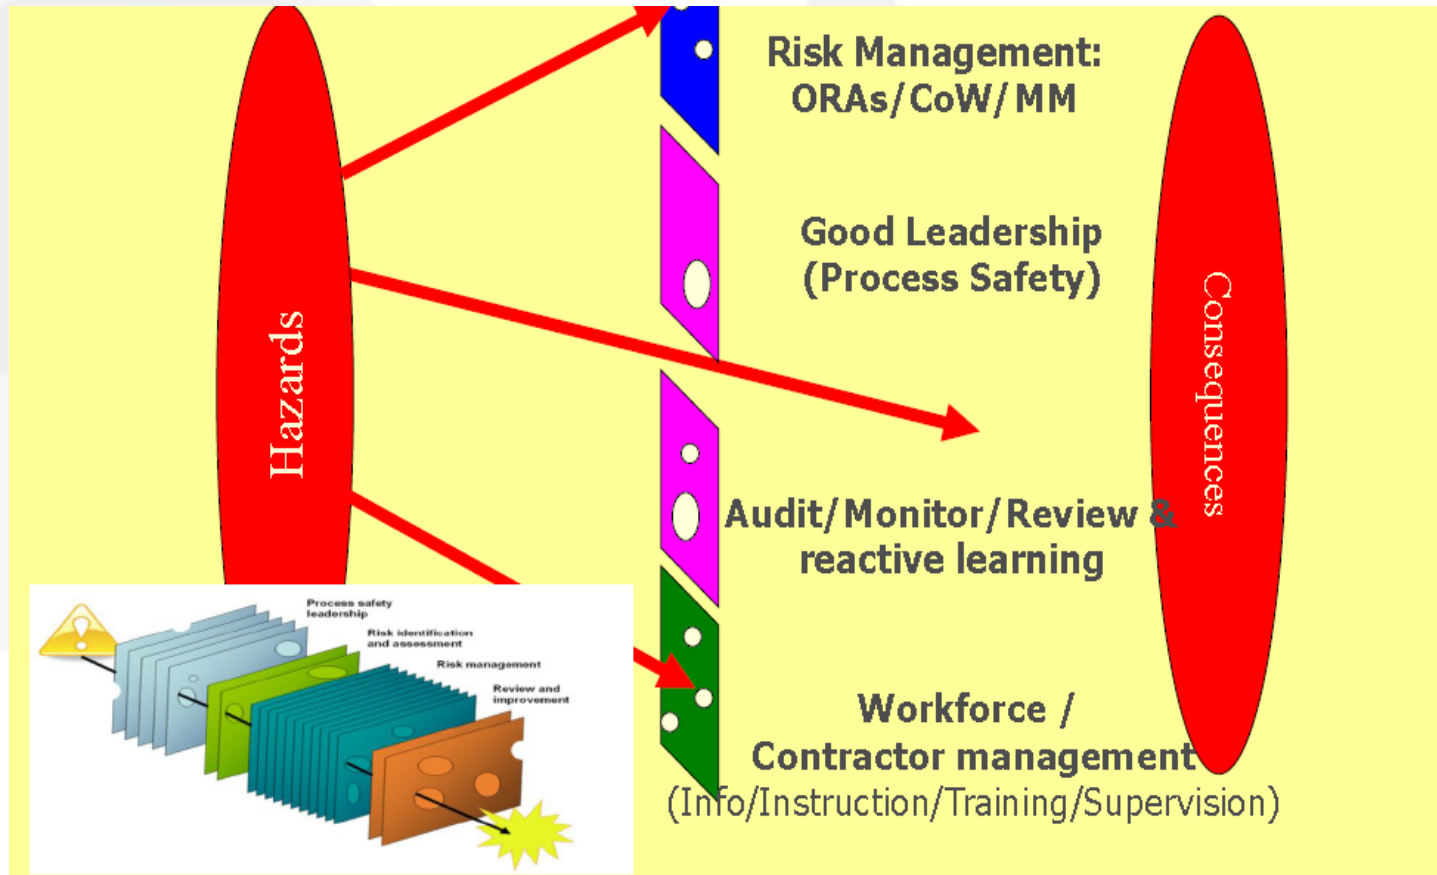 Risk Management:
ORAs/CoW/MM
Good Leadership
(Process Safety)
Hazards
Consequences
Audit/Monitor/Review &
reactive learning
Workforce /
Contractor management
(Info/Instruction/Training/Supervision)
Process safety
leadership
Risk identification
and assessment
Risk management
Review and
improvement